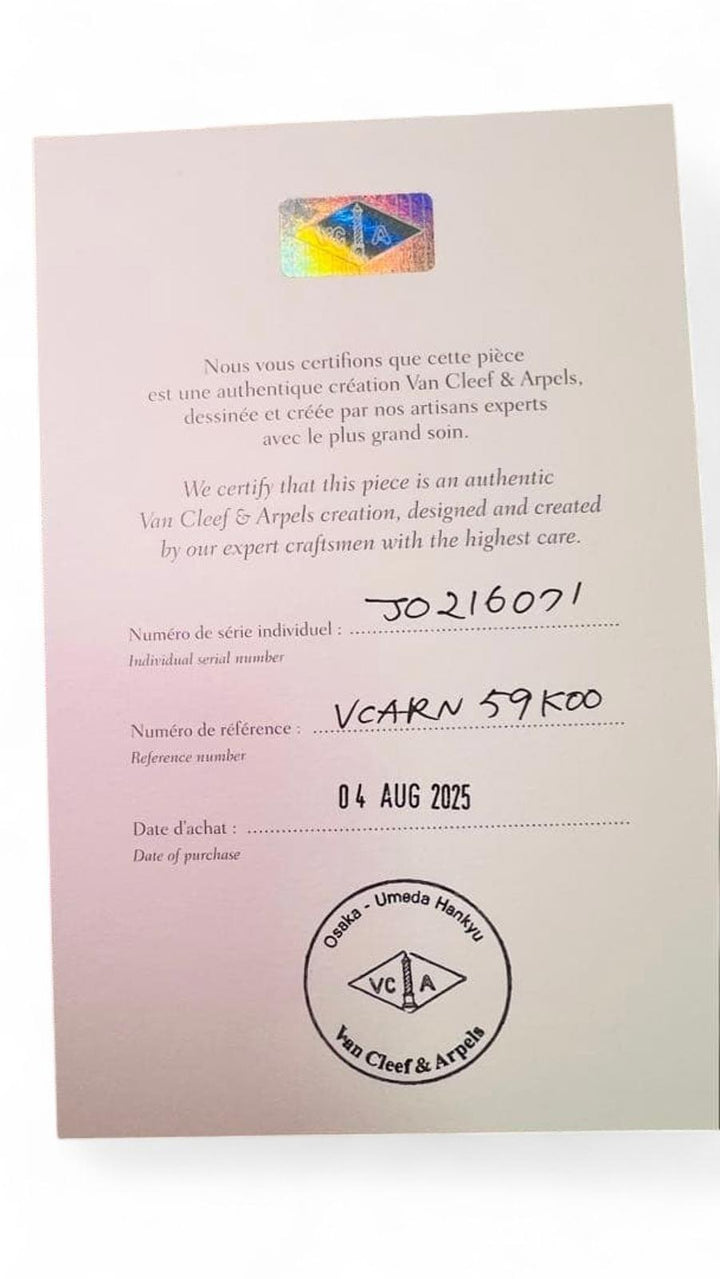 VC A
Nous vous certifions que cette pièce
est une authentique création Van Cleef & Arpels,
dessinée et créée par nos artisans experts
avec le plus grand soin.
We certify that this piece is an authentic
Van Cleef & Arpels creation, designed and created
by our expert craftsmen with the highest care.
Numéro de série individuel : JO216071
Individual serial number
Numéro de référence : VCARN 59K00
Reference number
04 AUG 2025
Date d'achat :
Date of purchase
Osaka - Umeda Hankyu
VC A
Van Cleef & Arpels